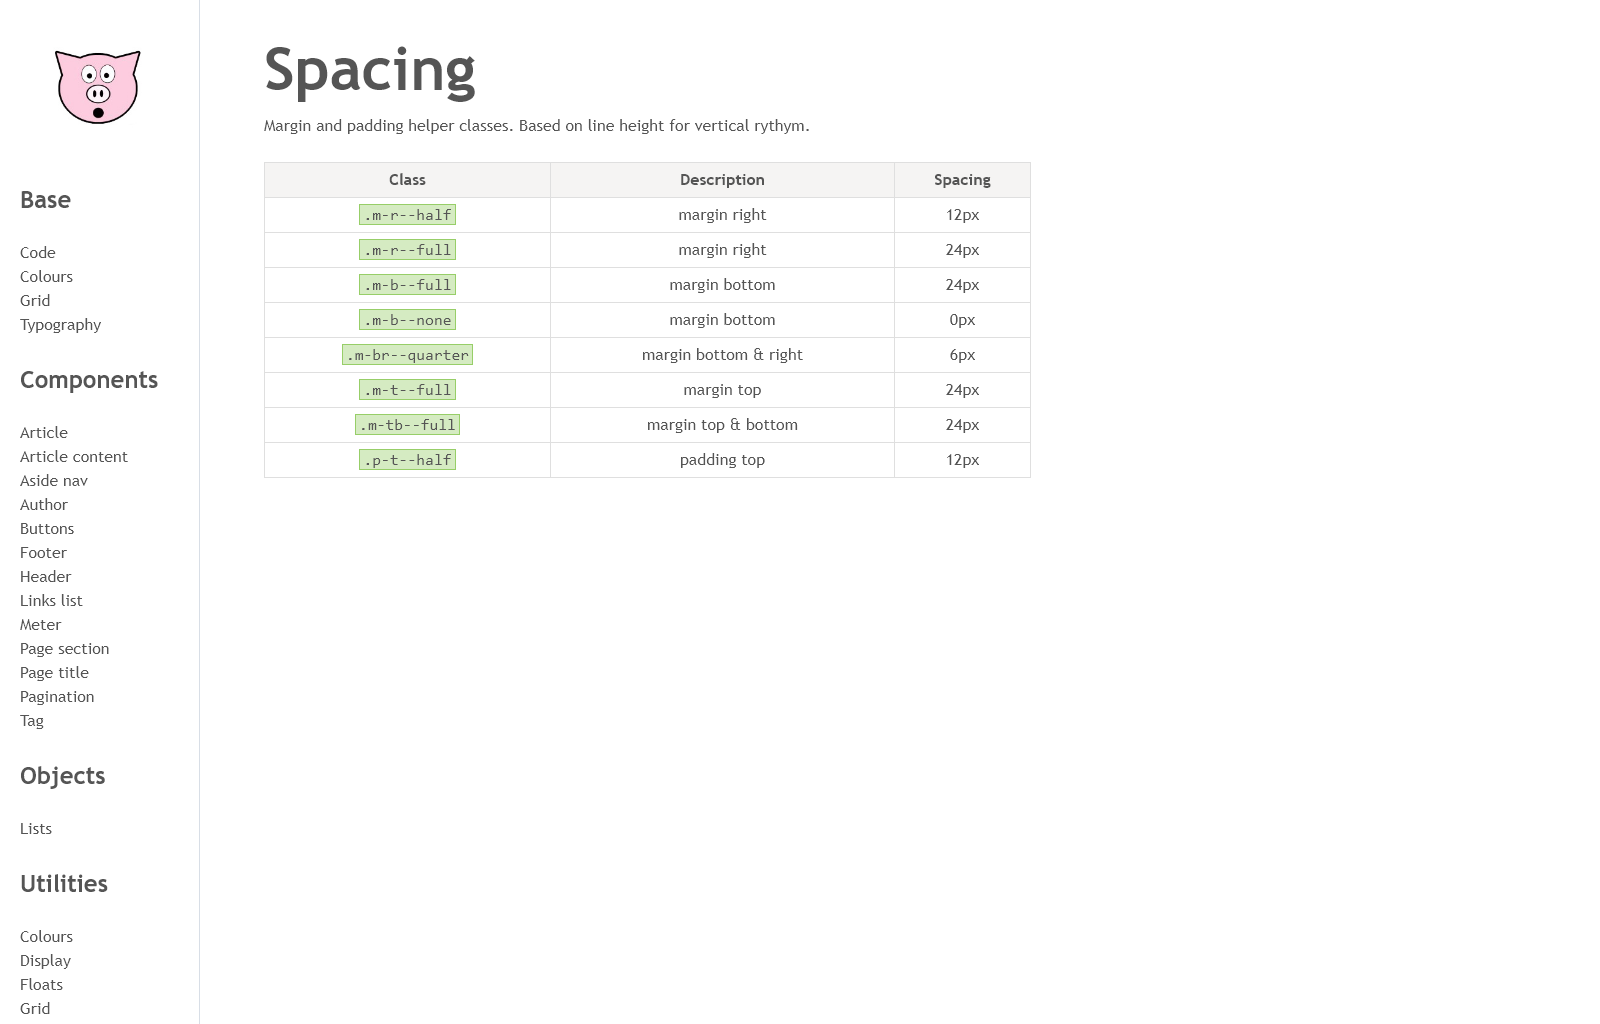 Base
Code
Colours
Grid
Typography
Components
Article
Article content
Aside nav
Author
Buttons
Footer
Header
Links list
Meter
Page section
Page title
Pagination
Tag
Objects
Lists
Utilities
Colours
Display
Floats
Grid
Spacing
Margin and padding helper classes. Based on line height for vertical rythym.
Class Description Spacing
.m-r--half margin right 12px
.m-r--full margin right 24px
.m-b--full margin bottom 24px
.m-b--none margin bottom 0px
.m-br--quarter margin bottom & right 6px
.m-t--full margin top 24px
.m-tb--full margin top & bottom 24px
.p-t--half padding top 12px